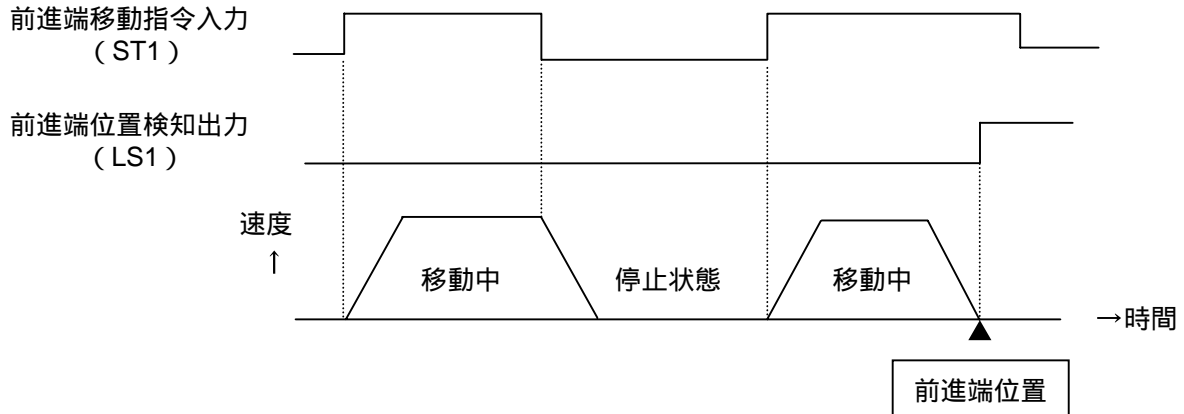 前進端移動指令入力
（ST1）
前進端位置検知出力
（LS1）
速度
↑
移動中
停止状態
移動中
→時間
前進端位置